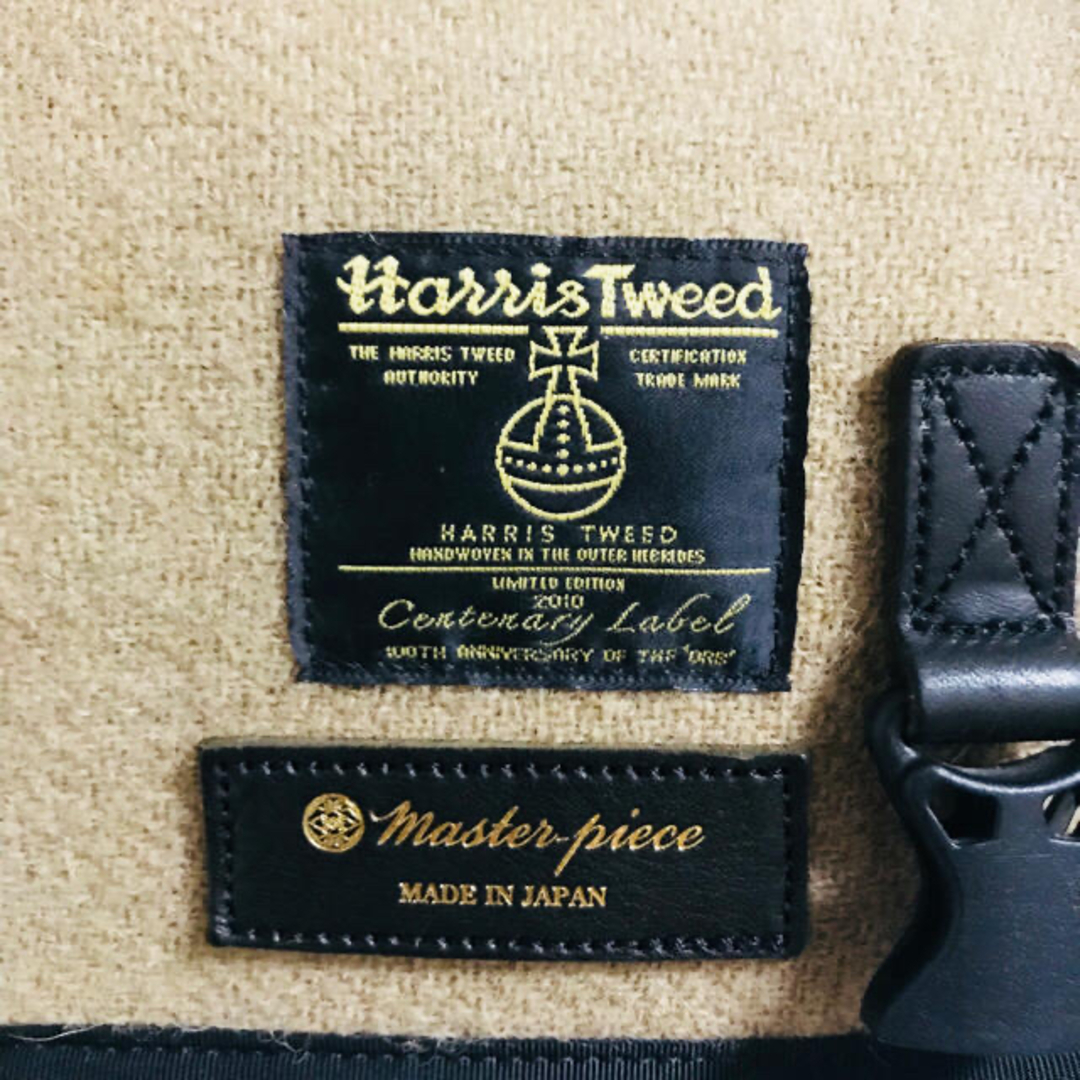 Harris Tweed
THE HARRIS TWEED AUTHORITY
CERTIFICATION TRADE MARK
HARRIS TWEED
HANDWOVEN IN THE OUTER HEBRIDES
LIMITED EDITION
2010
Centenary Label
100TH ANNIVERSARY OF THE 'ORB'
Master-piece
MADE IN JAPAN